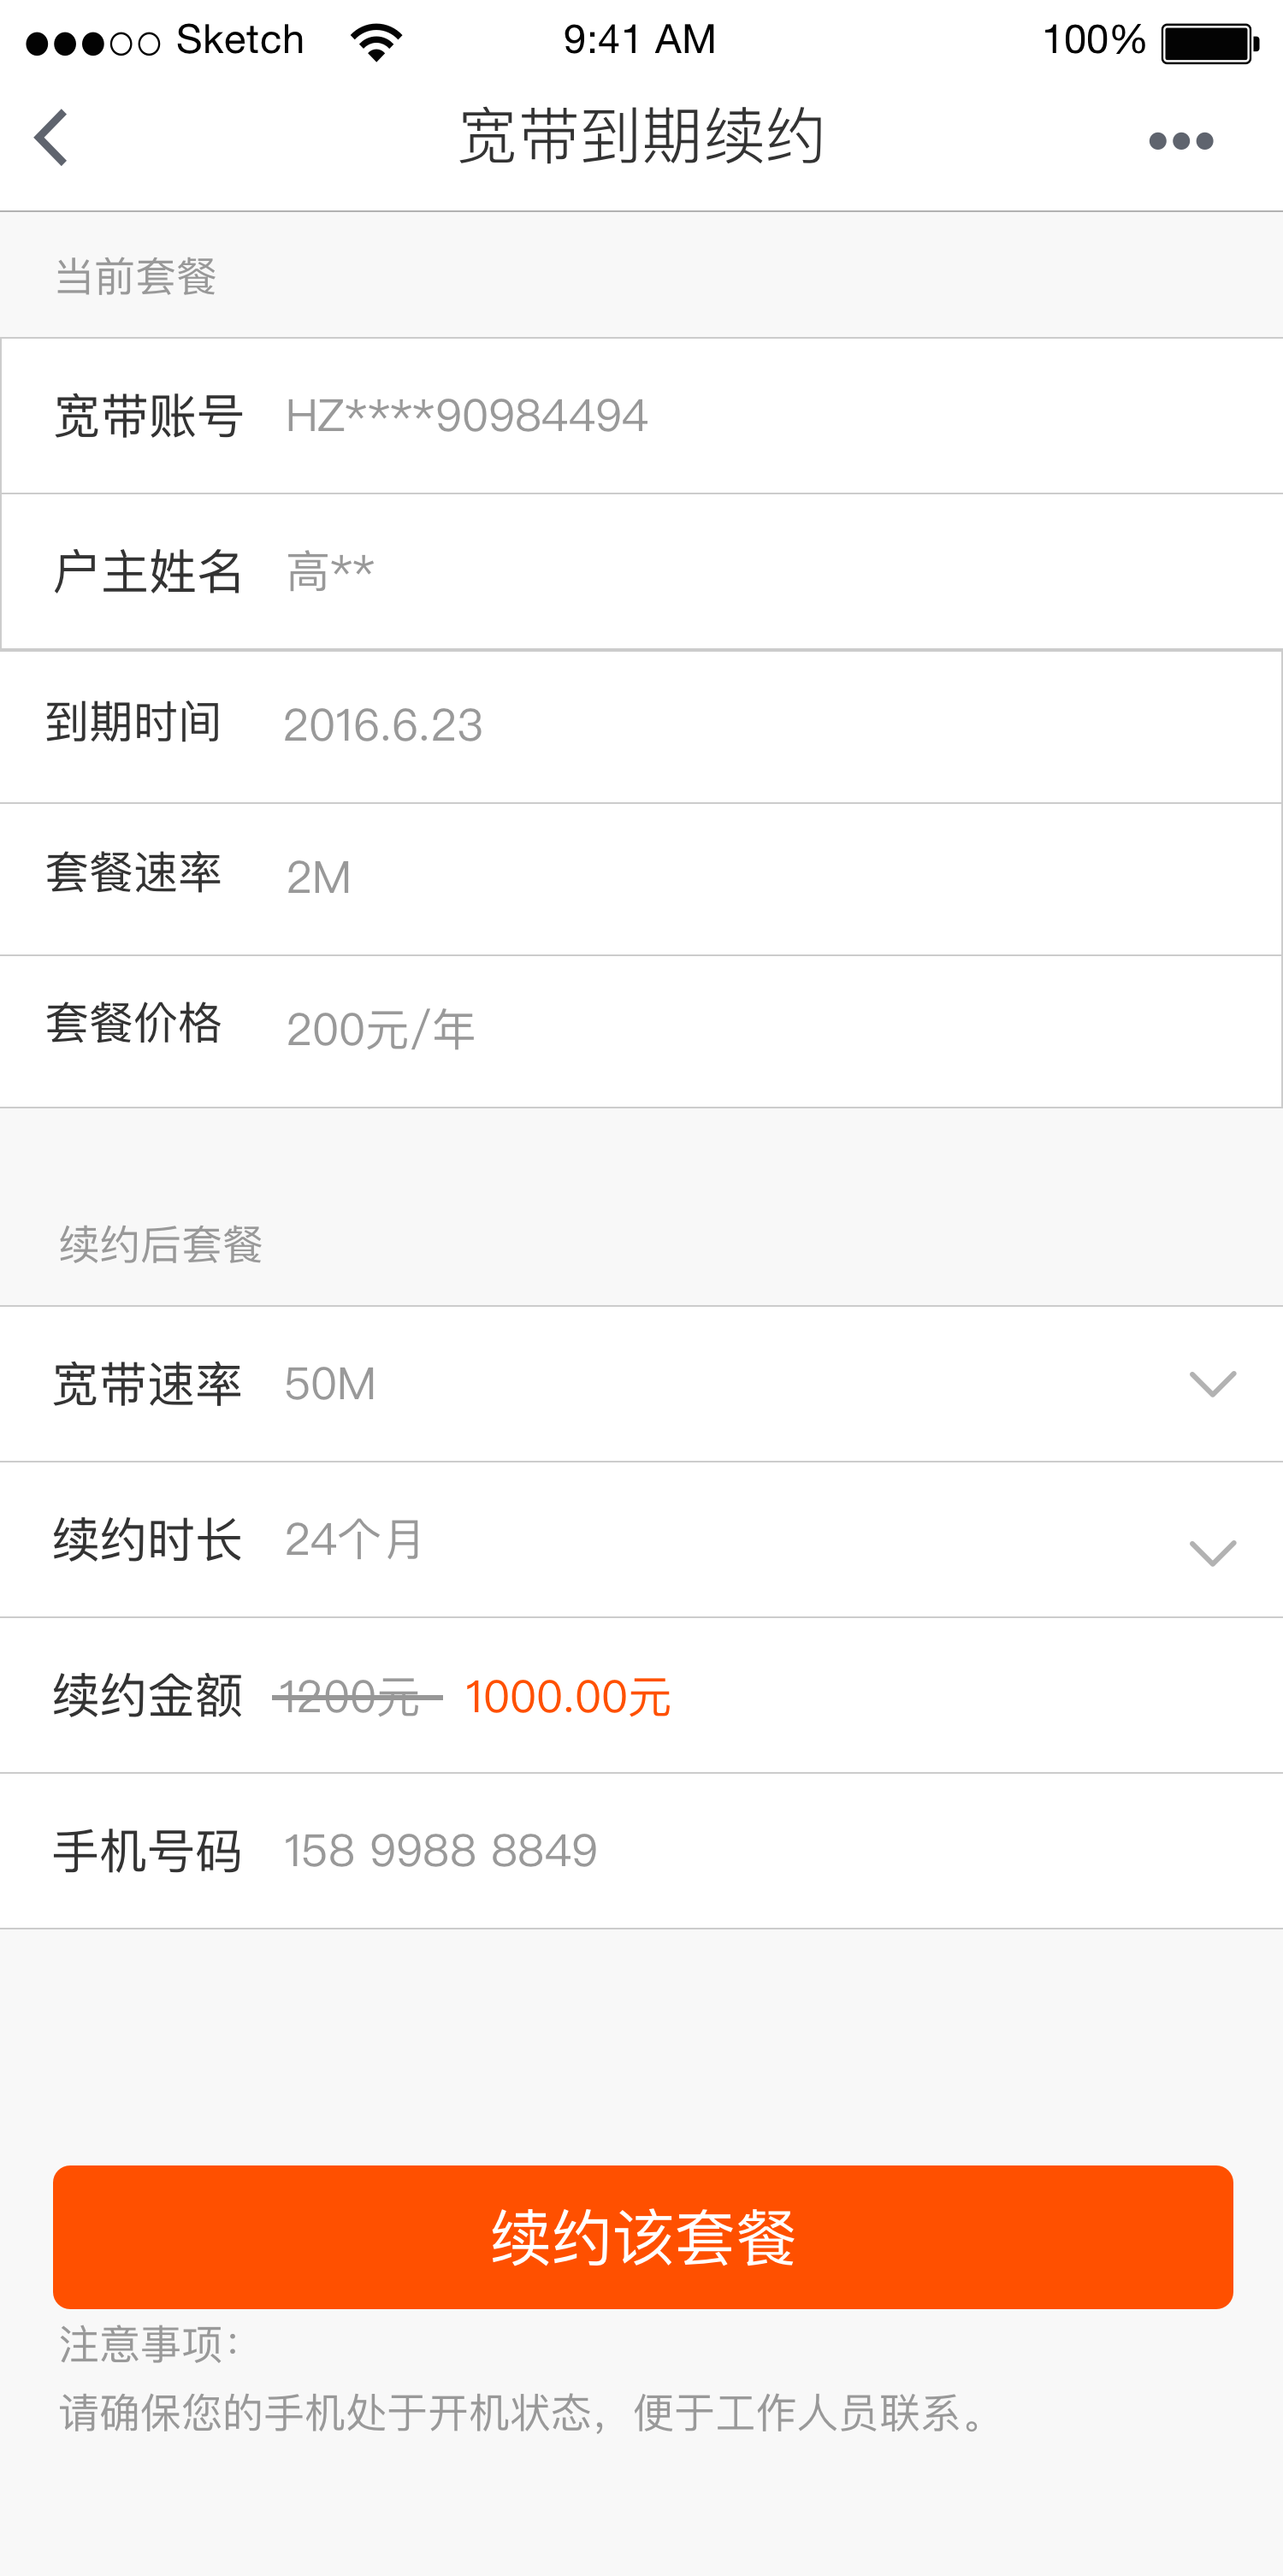 Sketch 9:41 AM 100%
宽带到期续约
当前套餐
宽带账号 HZ****90984494
户主姓名 高**
到期时间 2016.6.23
套餐速率 2M
套餐价格 200元/年
续约后套餐
宽带速率 50M
续约时长 24个月
续约金额 1200元 1000.00元
手机号码 158 9988 8849
续约该套餐
注意事项：
请确保您的手机处于开机状态，便于工作人员联系。